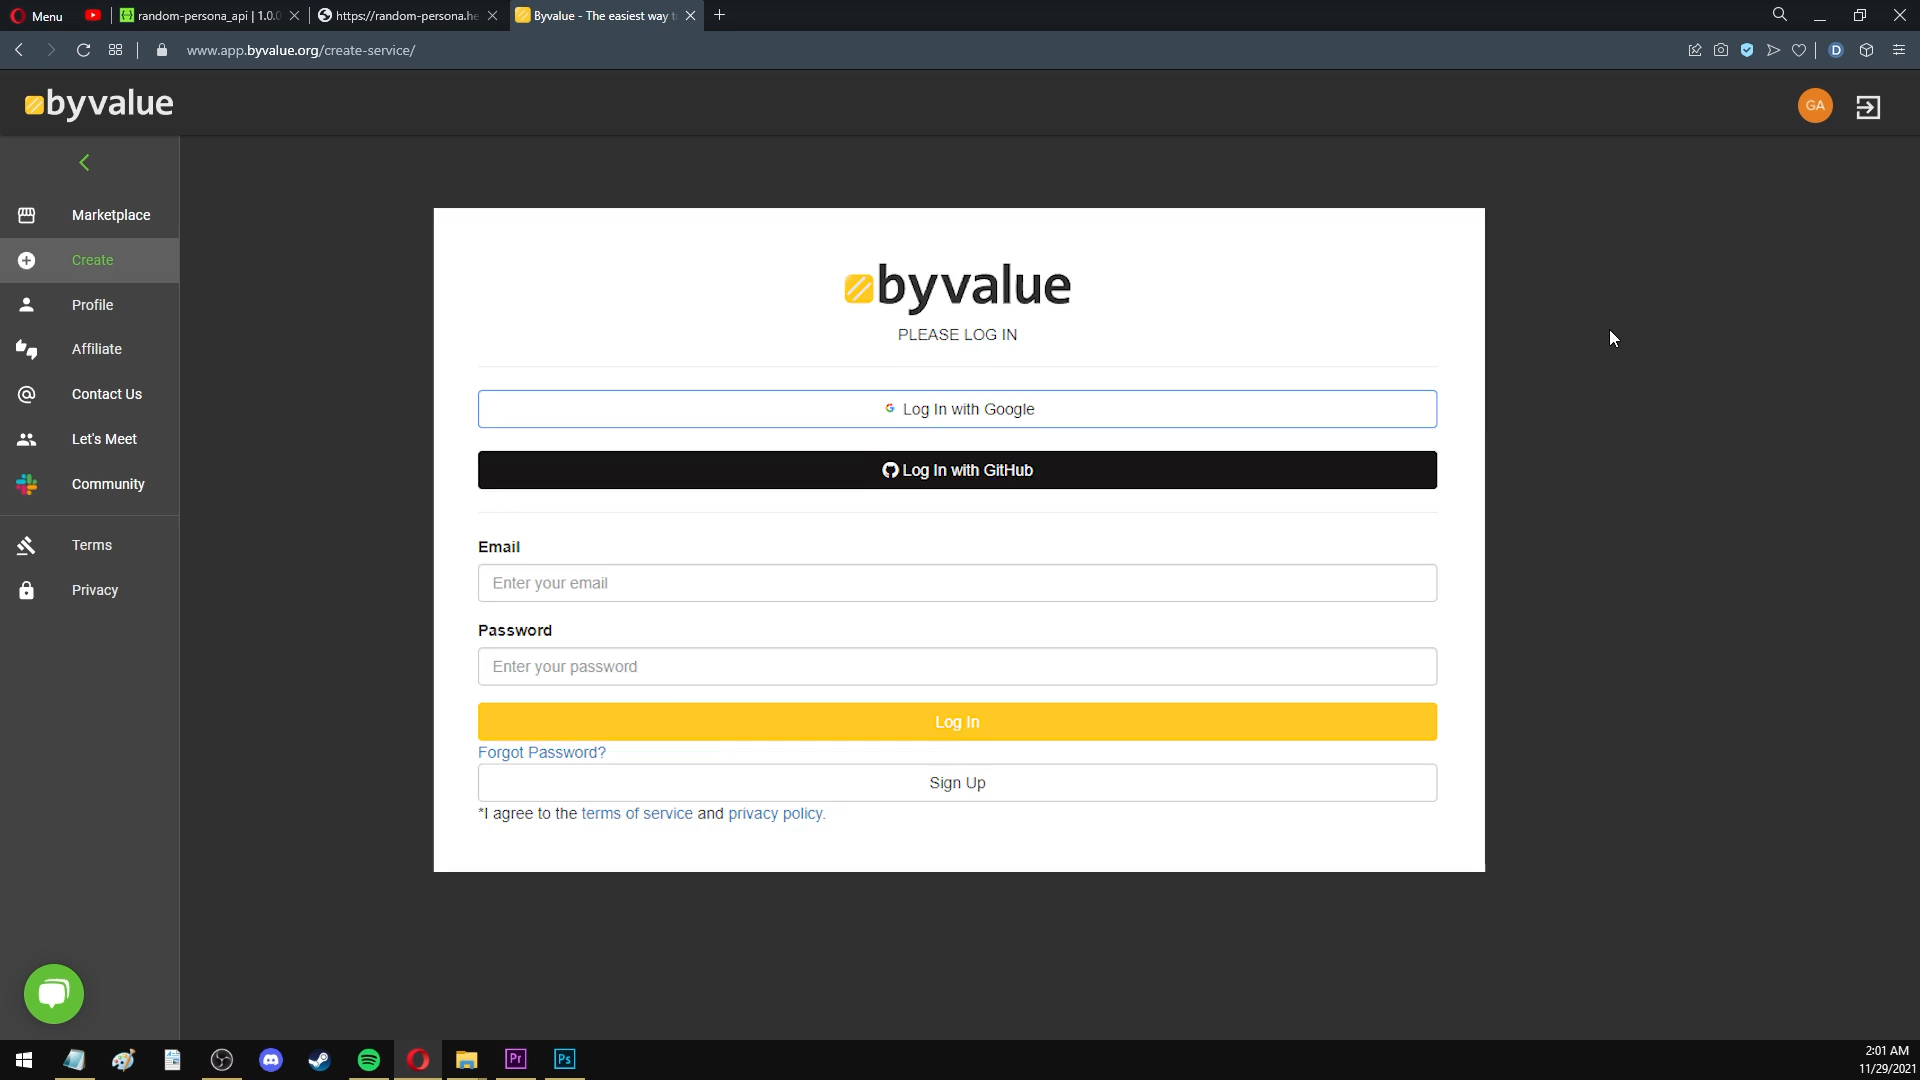 Menu
random-persona_api | 1.0.0
https://random-persona.he
Byvalue - The easiest way t
www.app.byvalue.org/create-service/
byvalue
GA
Marketplace
Create
Profile
Affiliate
Contact Us
Let's Meet
Community
Terms
Privacy
byvalue
PLEASE LOG IN
Log In with Google
Log In with GitHub
Email
Enter your email
Password
Enter your password
Log In
Forgot Password?
Sign Up
*I agree to the terms of service and privacy policy.
Pr
Ps
2:01 AM
11/29/2021